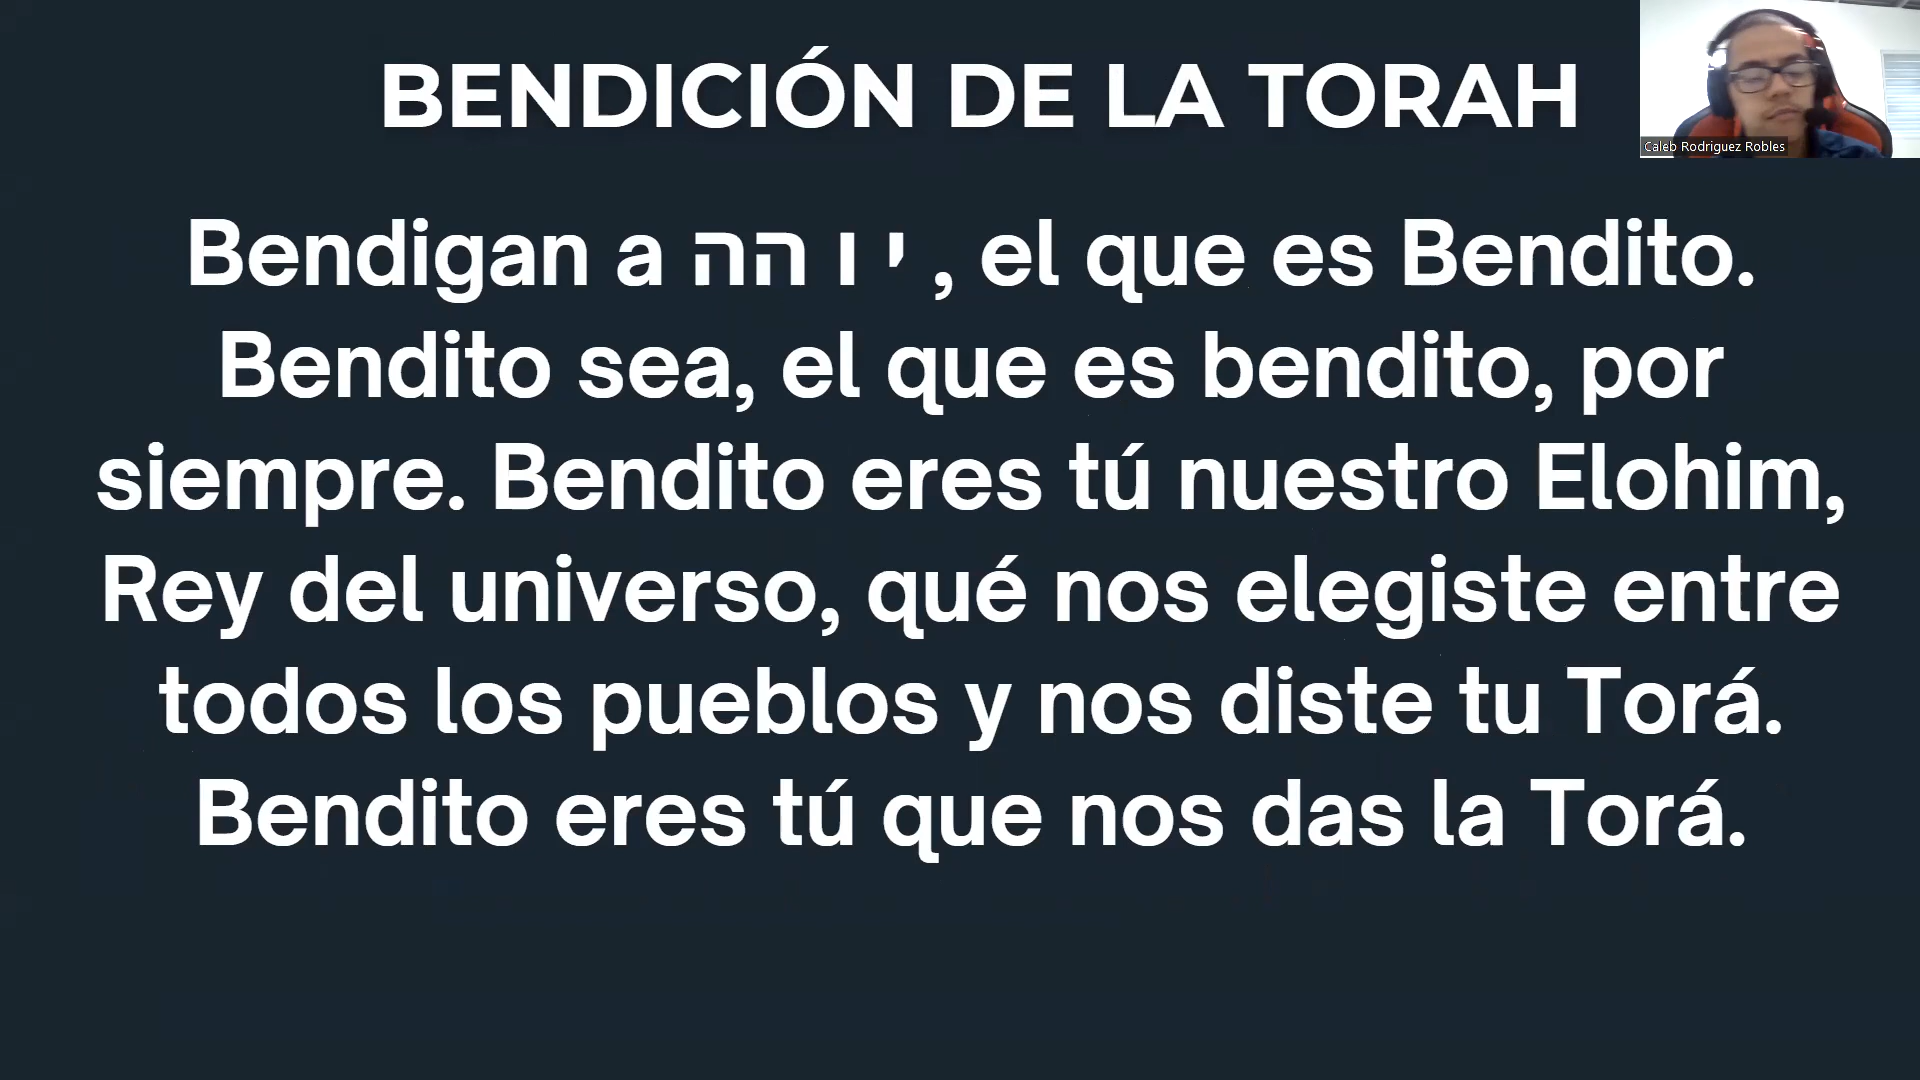 BENDICIÓN DE LA TORAH
Caleb Rodriguez Robles
Bendigan a י ו הה , el que es Bendito.
Bendito sea, el que es bendito, por
siempre. Bendito eres tú nuestro Elohim,
Rey del universo, qué nos elegiste entre
todos los pueblos y nos diste tu Torá.
Bendito eres tú que nos das la Torá.